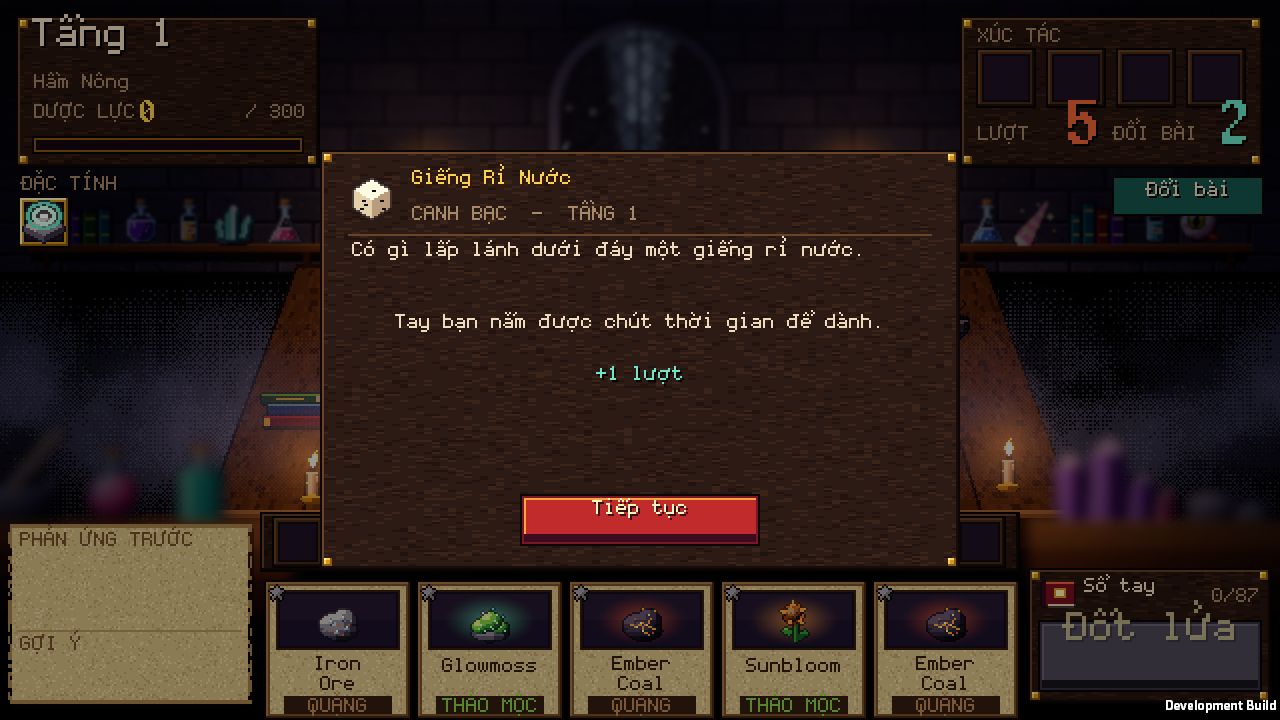 Tầng 1
Hầm Nông
DƯỢC LỰC 0 / 300
ĐẶC TÍNH
XÚC TÁC
LƯỢT 5 ĐỔI BÀI 2
Đổi bài
Giếng Rỉ Nước
CANH BẠC – TẦNG 1
Có gì lấp lánh dưới đáy một giếng rỉ nước.
Tay bạn nắm được chút thời gian để dành.
+1 lượt
Tiếp tục
PHẢN ỨNG TRƯỚC
GỢI Ý
Iron
Ore
QUẶNG
Glowmoss
THẢO MỘC
Ember
Coal
QUẶNG
Sunbloom
THẢO MỘC
Ember
Coal
QUẶNG
Sổ tay
0/87
Đốt lửa
Development Build